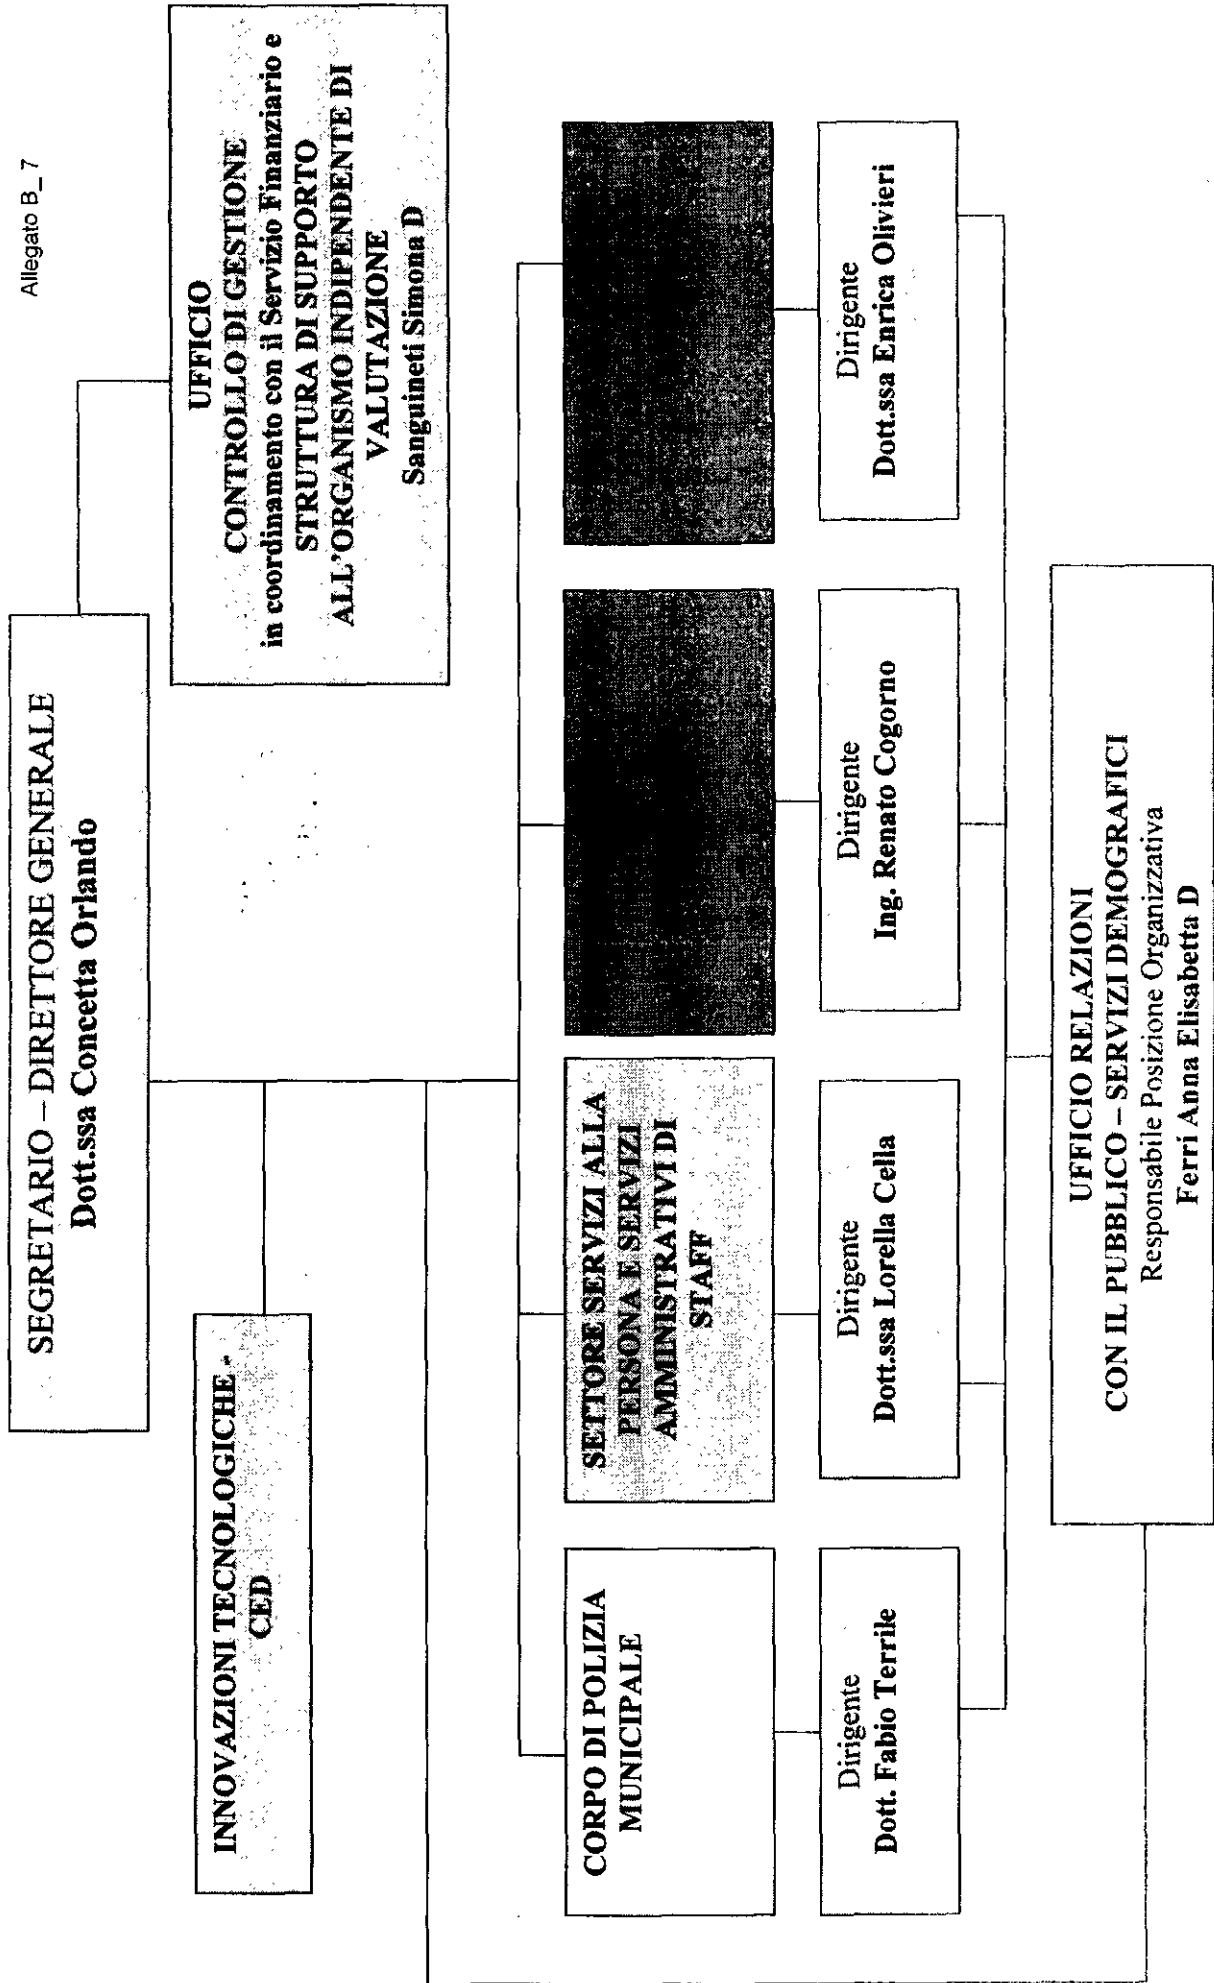 Allegato B_7
SEGRETARIO – DIRETTORE GENERALE
Dott.ssa Concetta Orlando
UFFICIO
CONTROLLO DI GESTIONE
in coordinamento con il Servizio Finanziario e
STRUTTURA DI SUPPORTO
ALL'ORGANISMO INDIPENDENTE DI
VALUTAZIONE
Sanguineti Simona D
INNOVAZIONI TECNOLOGICHE -
CED
CORPO DI POLIZIA
MUNICIPALE
SETTORE SERVIZI ALLA
PERSONA E SERVIZI
AMMINISTRATIVI DI
STAFF
Dirigente
Dott. Fabio Terrile
Dirigente
Dott.ssa Lorella Cella
Dirigente
Ing. Renato Cogorno
Dirigente
Dott.ssa Enrica Olivieri
UFFICIO RELAZIONI
CON IL PUBBLICO – SERVIZI DEMOGRAFICI
Responsabile Posizione Organizzativa
Ferri Anna Elisabetta D